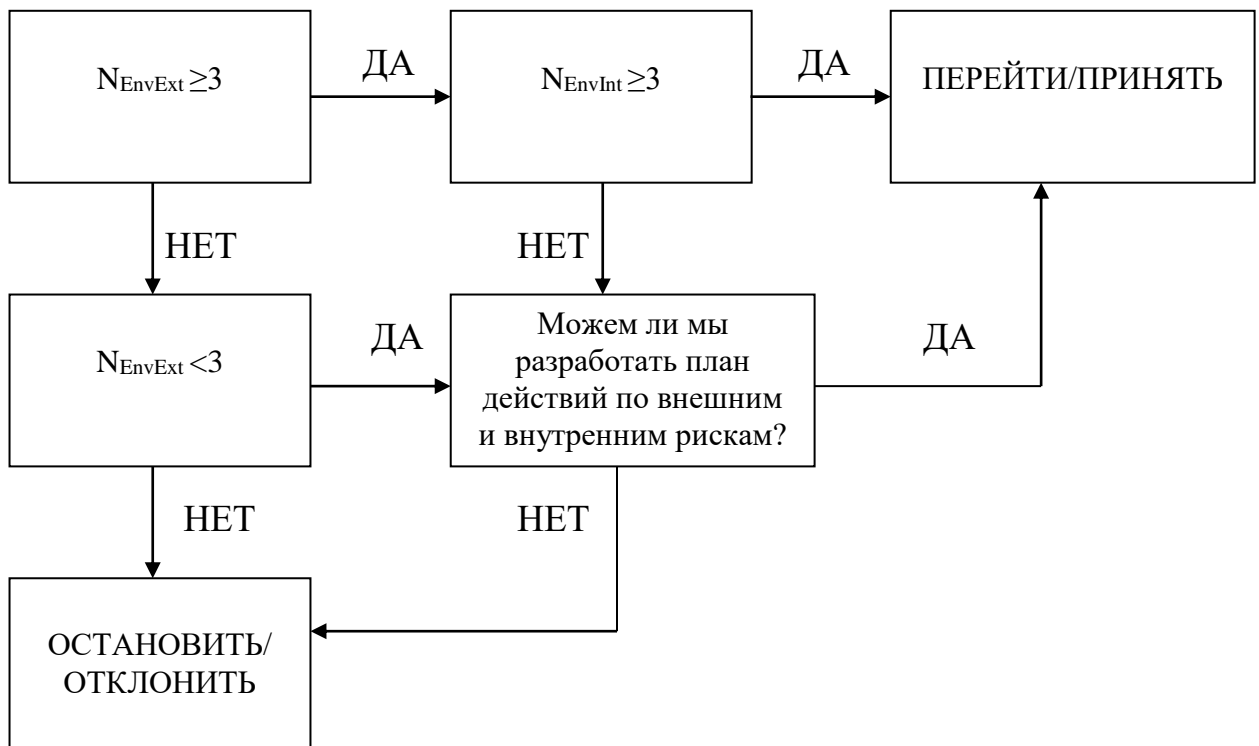 N_EnvExt ≥3
ДА
N_EnvInt ≥3
ДА
ПЕРЕЙТИ/ПРИНЯТЬ
НЕТ
НЕТ
N_EnvExt <3
ДА
Можем ли мы
разработать план
действий по внешним
и внутренним рискам?
ДА
НЕТ
НЕТ
ОСТАНОВИТЬ/
ОТКЛОНИТЬ